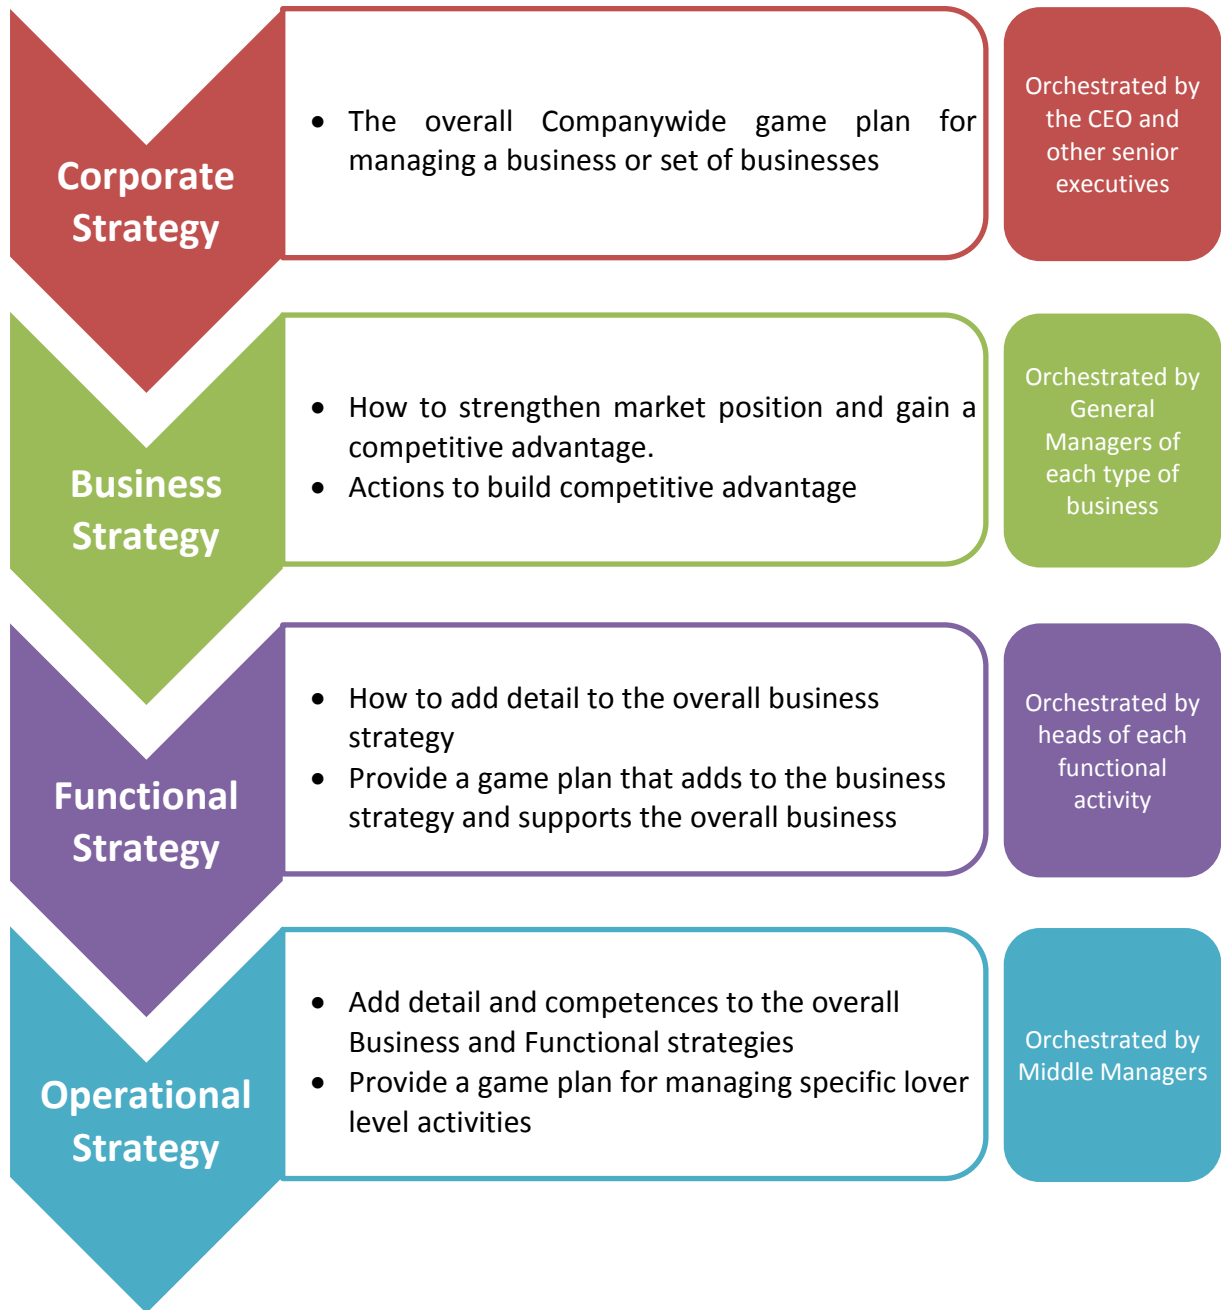 Corporate
Strategy
• The overall Companywide game plan for
managing a business or set of businesses
Orchestrated by
the CEO and
other senior
executives
Business
Strategy
• How to strengthen market position and gain a
competitive advantage.
• Actions to build competitive advantage
Orchestrated by
General
Managers of
each type of
business
Functional
Strategy
• How to add detail to the overall business
strategy
• Provide a game plan that adds to the business
strategy and supports the overall business
Orchestrated by
heads of each
functional
activity
Operational
Strategy
• Add detail and competences to the overall
Business and Functional strategies
• Provide a game plan for managing specific lover
level activities
Orchestrated by
Middle Managers